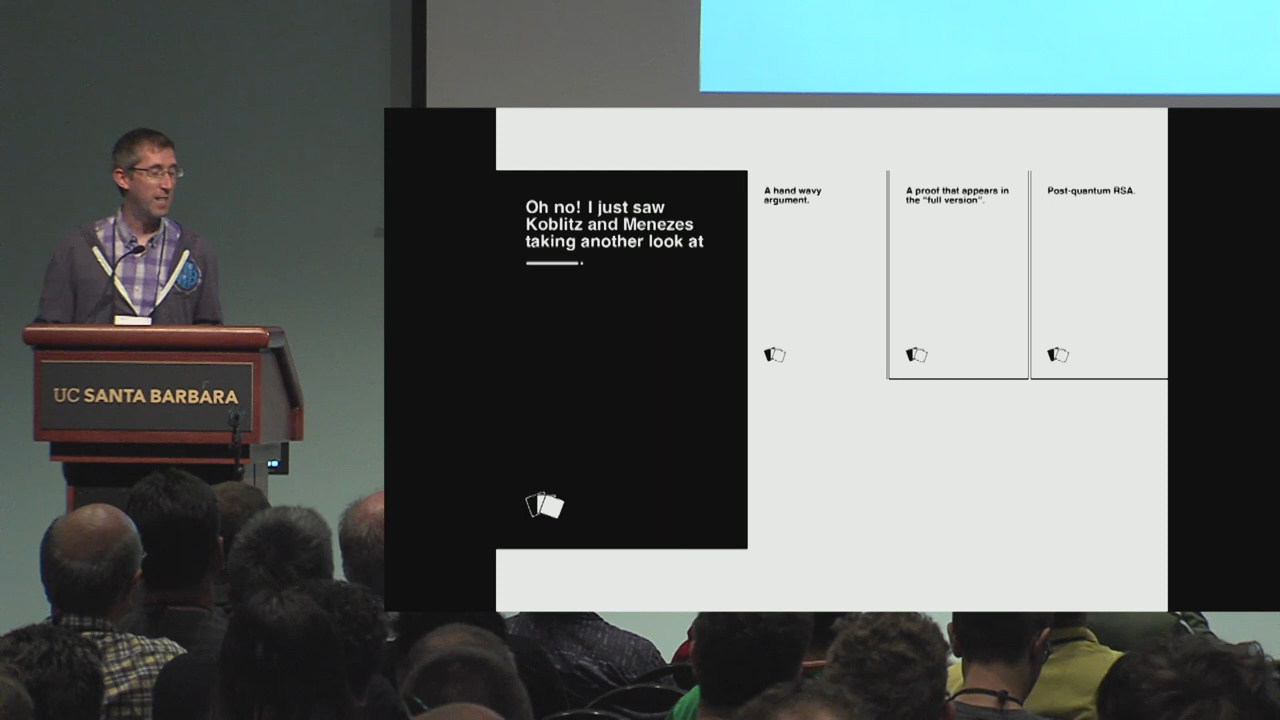 Oh no! I just saw
Koblitz and Menezes
taking another look at
______.
A hand wavy
argument.
A proof that appears in
the "full version".
Post-quantum RSA.
UC SANTA BARBARA